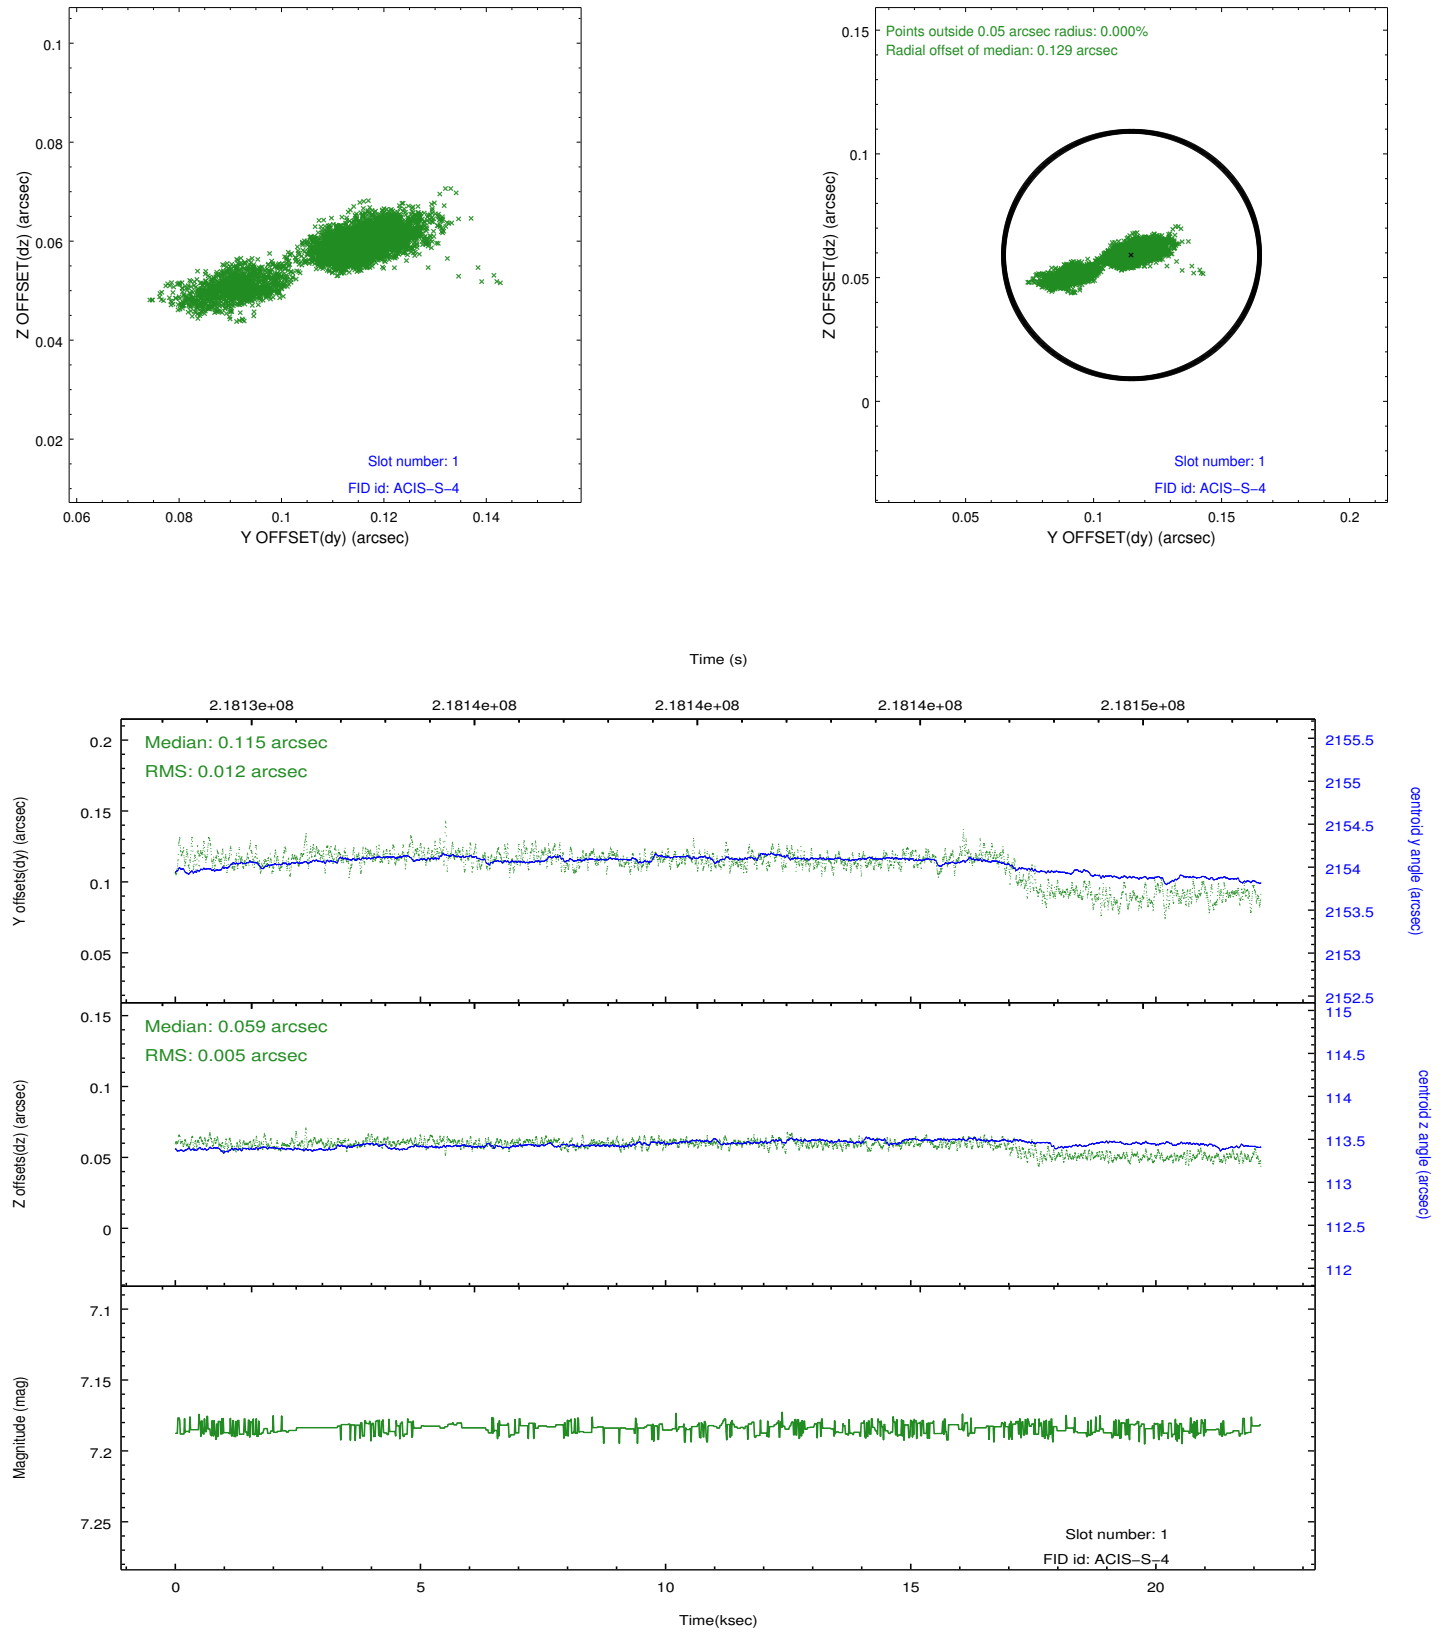 0.1
0.08
0.06
0.04
0.02
Z OFFSET(dz) (arcsec)
Slot number: 1
FID id: ACIS-S-4
0.06 0.08 0.1 0.12 0.14
Y OFFSET(dy) (arcsec)
Points outside 0.05 arcsec radius: 0.000%
Radial offset of median: 0.129 arcsec
0.15
0.1
0.05
0
Z OFFSET(dz) (arcsec)
Slot number: 1
FID id: ACIS-S-4
0.05 0.1 0.15 0.2
Y OFFSET(dy) (arcsec)
Time (s)
2.1813e+08 2.1814e+08 2.1814e+08 2.1814e+08 2.1815e+08
Median: 0.115 arcsec
RMS: 0.012 arcsec
0.2
0.15
0.1
0.05
Y offsets(dy) (arcsec)
2155.5
2155
2154.5
2154
2153.5
2153
2152.5
centroid y angle (arcsec)
Median: 0.059 arcsec
RMS: 0.005 arcsec
0.15
0.1
0.05
0
Z offsets(dz) (arcsec)
115
114.5
114
113.5
113
112.5
112
centroid z angle (arcsec)
7.1
7.15
7.2
7.25
Magnitude (mag)
Slot number: 1
FID id: ACIS-S-4
0 5 10 15 20
Time(ksec)